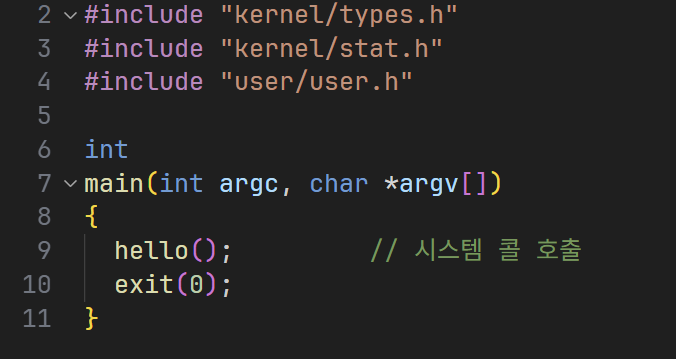 2 #include "kernel/types.h"
3 #include "kernel/stat.h"
4 #include "user/user.h"
5
6 int
7 main(int argc, char *argv[])
8 {
9   hello();         // 시스템 콜 호출
10   exit(0);
11 }